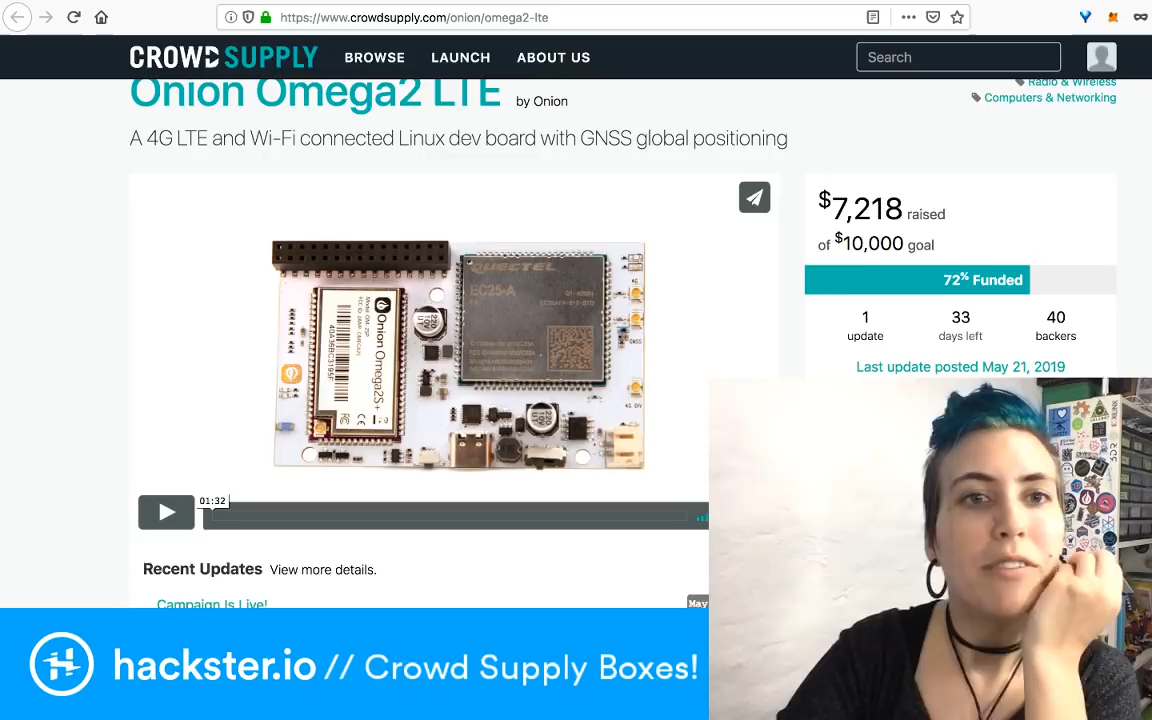 https://www.crowdsupply.com/onion/omega2-lte
CROWD SUPPLY
BROWSE
LAUNCH
ABOUT US
Search
Onion Omega2 LTE by Onion
Radio & Wireless
Computers & Networking
A 4G LTE and Wi-Fi connected Linux dev board with GNSS global positioning
$7,218 raised
of $10,000 goal
72% Funded
1 update
33 days left
40 backers
Last update posted May 21, 2019
QUECTEL
EC25-A
Onion Omega2S+
4G
GNSS
4G DIV
01:32
Recent Updates View more details.
Campaign Is Live!
May
hackster.io // Crowd Supply Boxes!